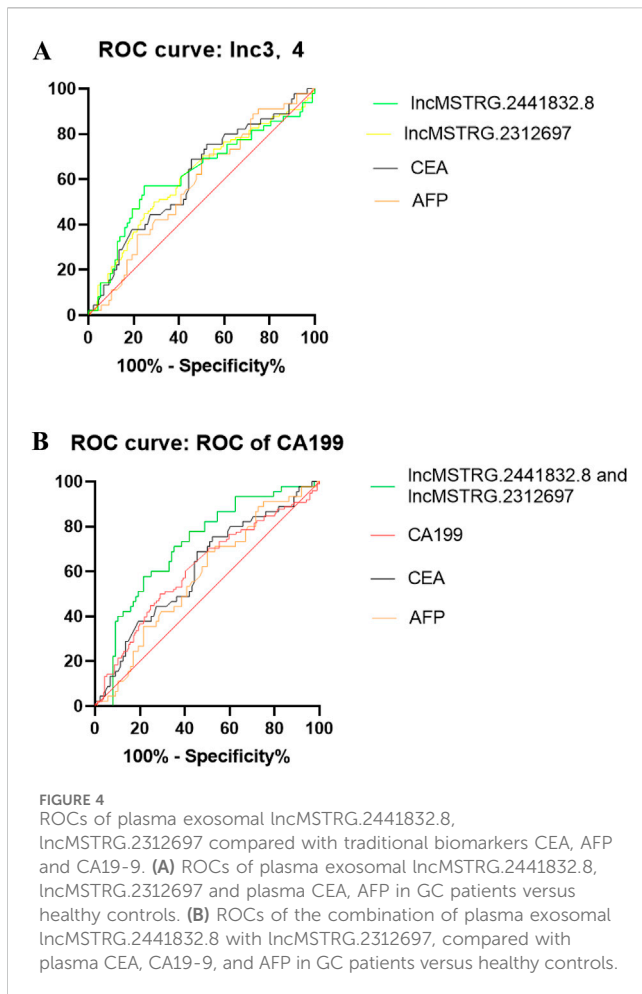 A
ROC curve: lnc3, 4
100
80
60
40
20
0
0 20 40 60 80 100
100% - Specificity%
lncMSTRG.2441832.8
lncMSTRG.2312697
CEA
AFP
B
ROC curve: ROC of CA199
100
80
60
40
20
0
0 20 40 60 80 100
100% - Specificity%
lncMSTRG.2441832.8 and
lncMSTRG.2312697
CA199
CEA
AFP
FIGURE 4
ROCs of plasma exosomal lncMSTRG.2441832.8,
lncMSTRG.2312697 compared with traditional biomarkers CEA, AFP
and CA19-9. (A) ROCs of plasma exosomal lncMSTRG.2441832.8,
lncMSTRG.2312697 and plasma CEA, AFP in GC patients versus
healthy controls. (B) ROCs of the combination of plasma exosomal
lncMSTRG.2441832.8 with lncMSTRG.2312697, compared with
plasma CEA, CA19-9, and AFP in GC patients versus healthy controls.